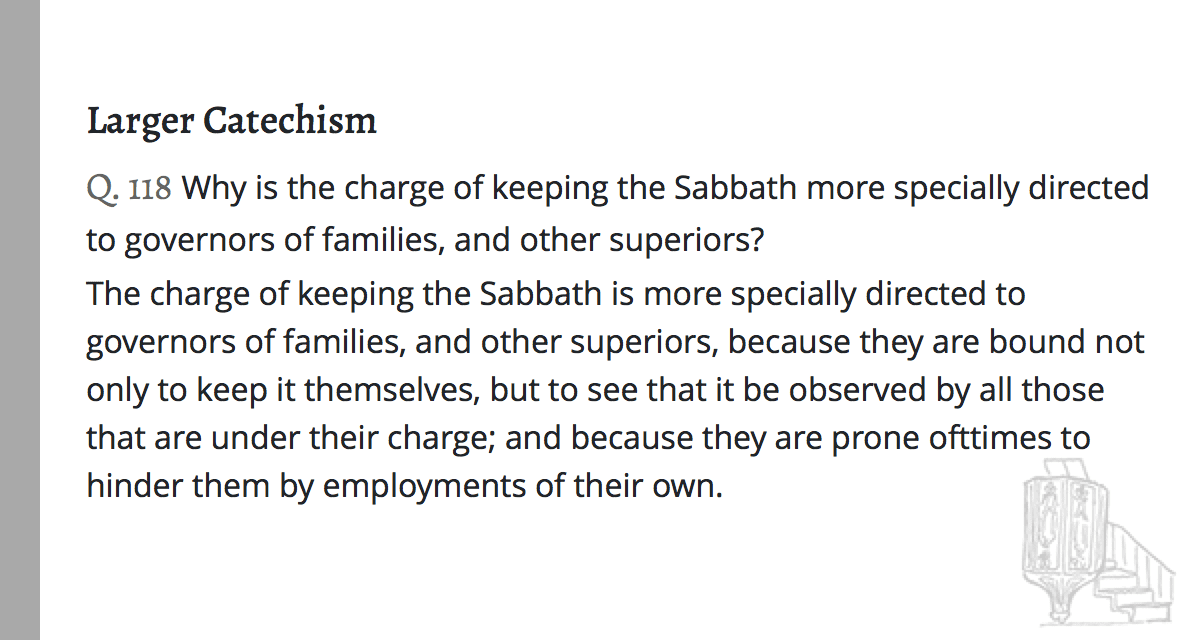 Larger Catechism
Q. 118 Why is the charge of keeping the Sabbath more specially directed
to governors of families, and other superiors?
The charge of keeping the Sabbath is more specially directed to
governors of families, and other superiors, because they are bound not
only to keep it themselves, but to see that it be observed by all those
that are under their charge; and because they are prone ofttimes to
hinder them by employments of their own.